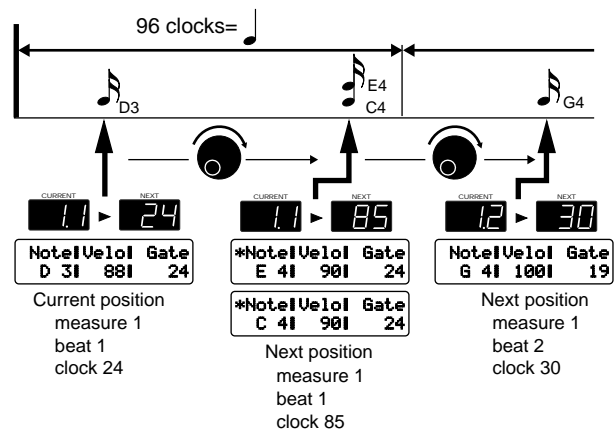 96 clocks=
D3
E4
C4
G4
CURRENT NEXT
1.1 24
CURRENT NEXT
1.1 85
CURRENT NEXT
1.2 30
Note|Velo| Gate
D 3| 88| 24
Current position
measure 1
beat 1
clock 24
*Note|Velo| Gate
E 4| 90| 24
*Note|Velo| Gate
C 4| 90| 24
Next position
measure 1
beat 1
clock 85
Note|Velo| Gate
G 4| 100| 19
Next position
measure 1
beat 2
clock 30